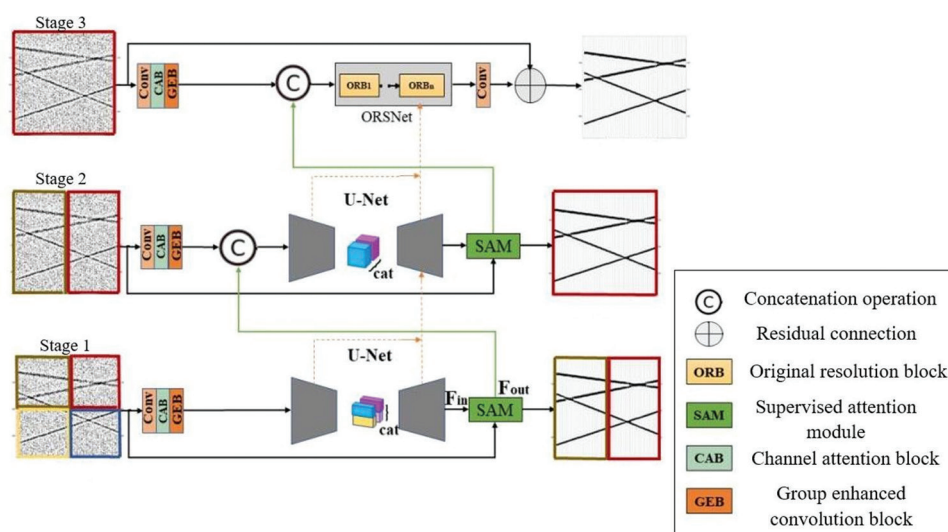 Stage 3
Conv
CAB
GEB
C
ORB1
ORBn
ORSNet
Conv
Stage 2
Conv
CAB
GEB
C
U-Net
cat
SAM
Stage 1
Conv
CAB
GEB
U-Net
cat
Fin
Fout
SAM
C Concatenation operation
Residual connection
ORB Original resolution block
SAM Supervised attention
module
CAB Channel attention block
GEB Group enhanced
convolution block